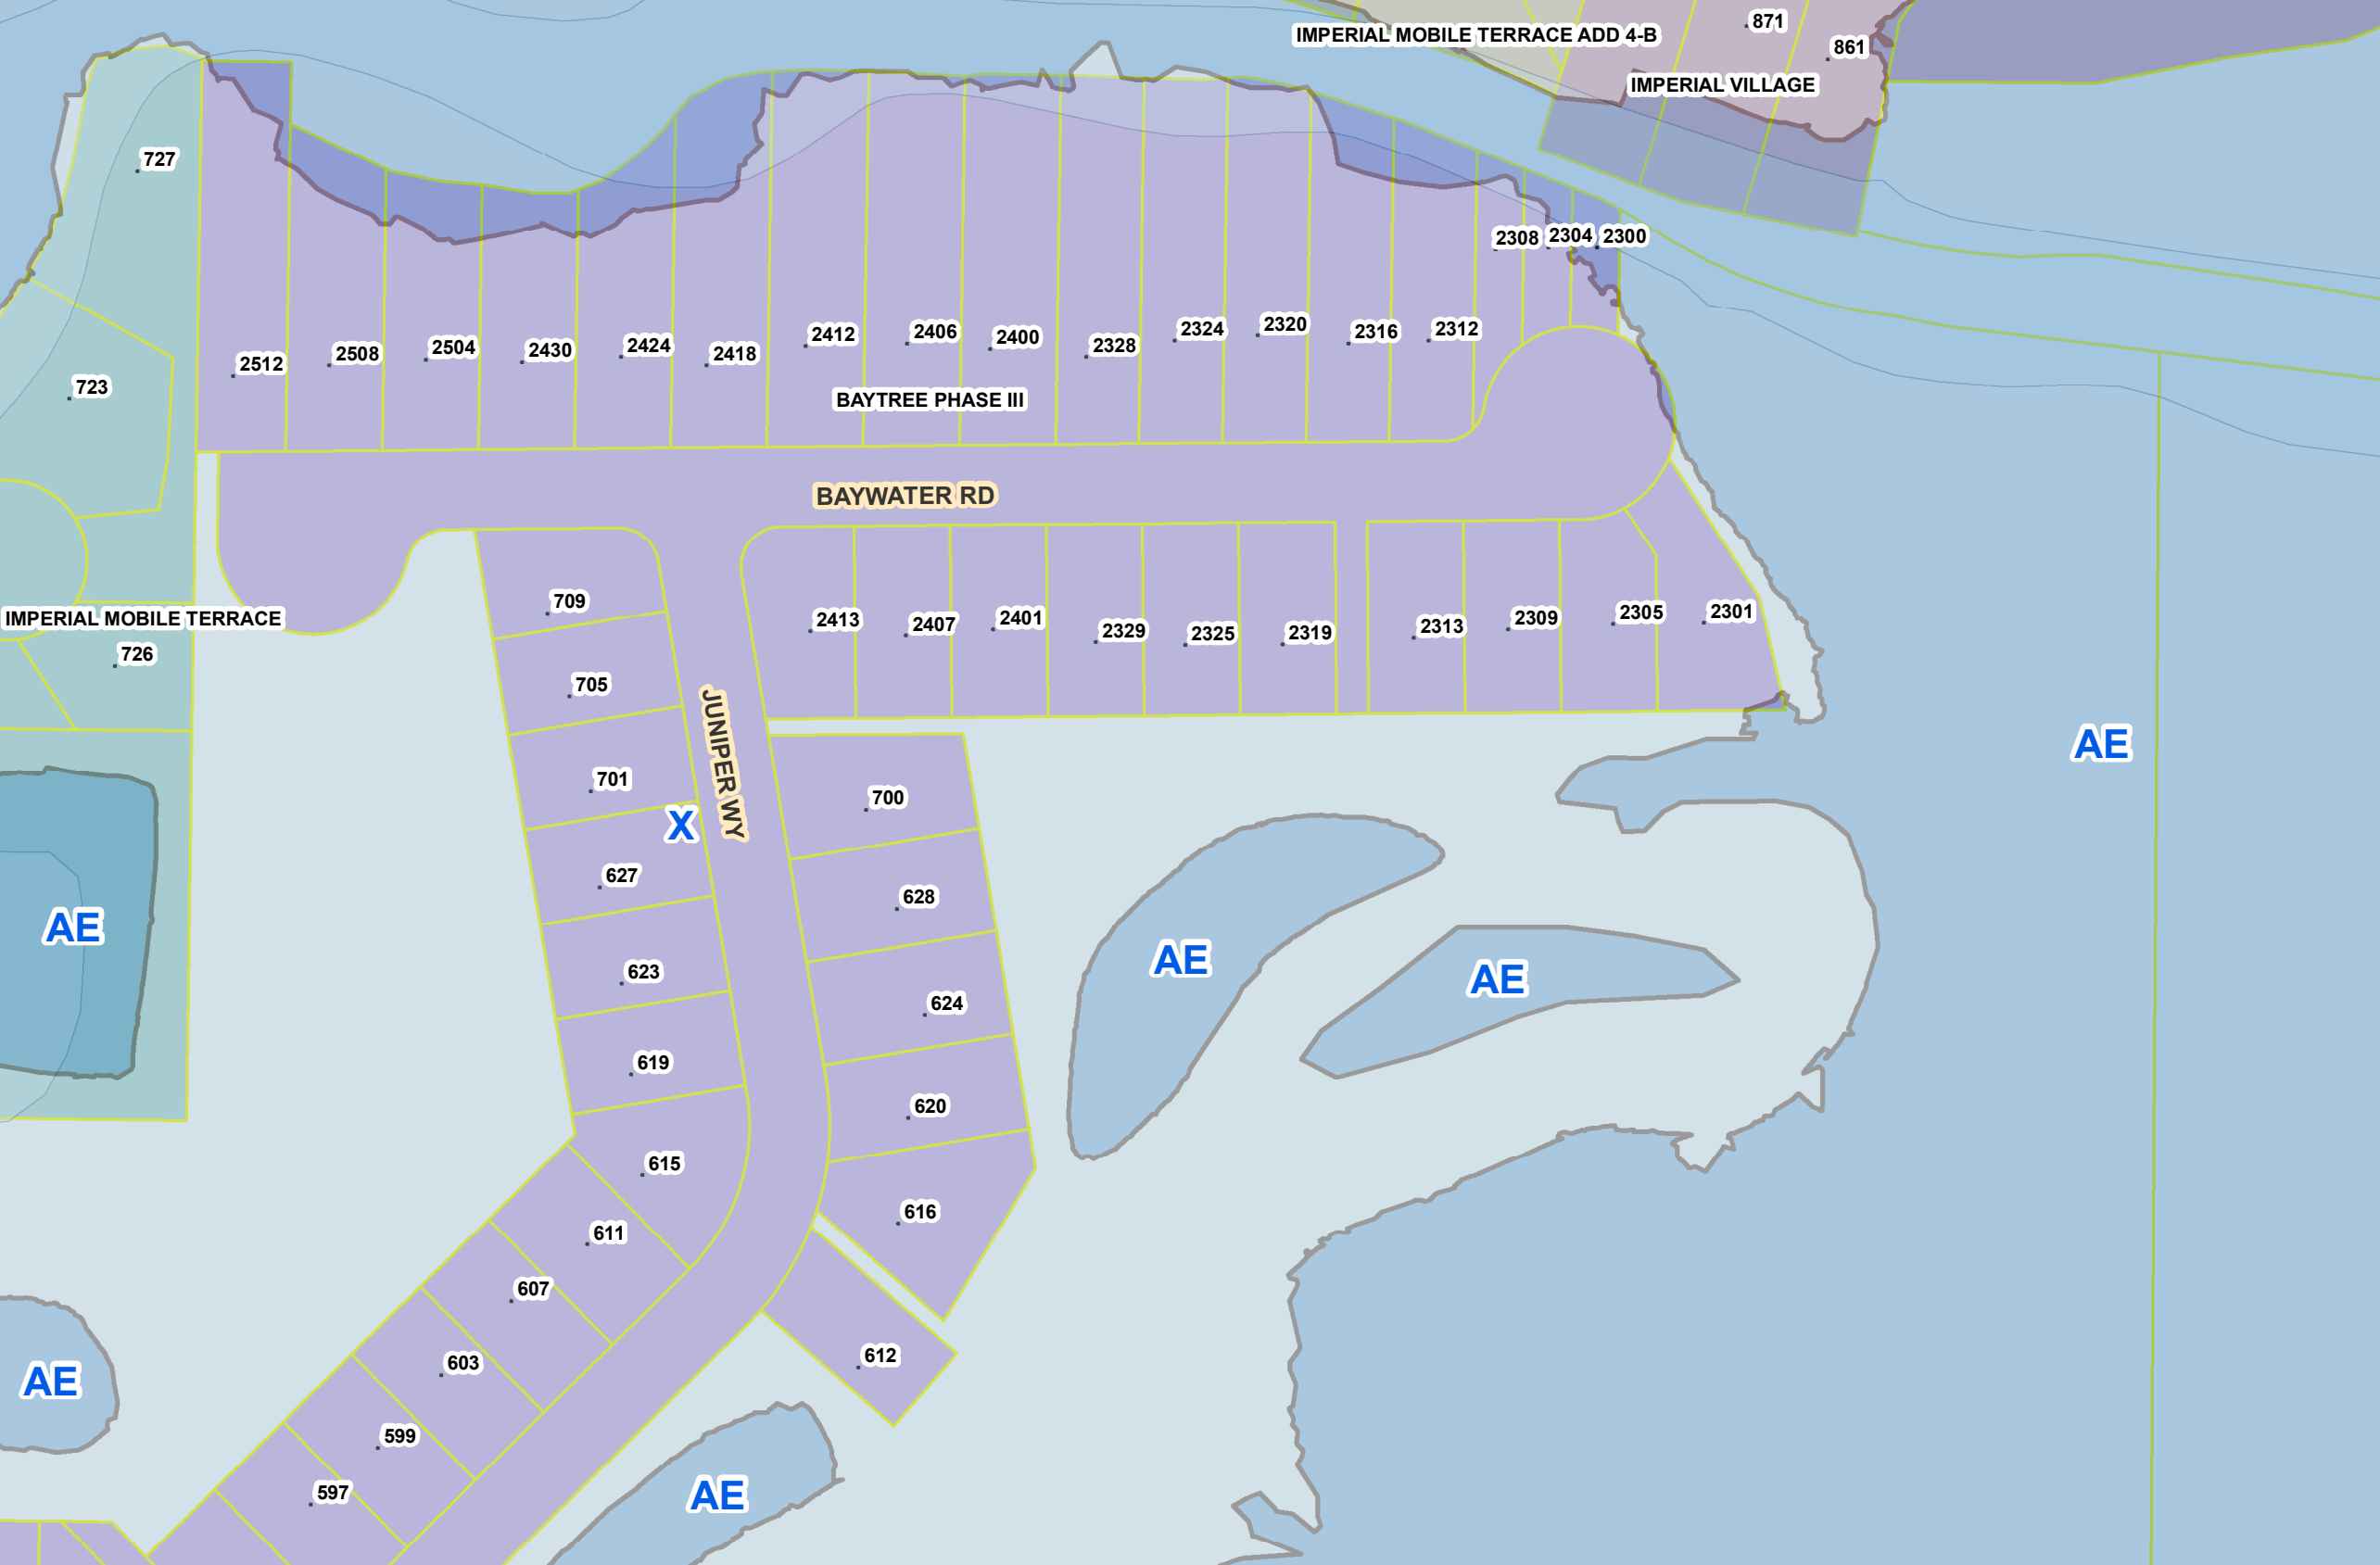 871
IMPERIAL MOBILE TERRACE ADD 4-B
861
IMPERIAL VILLAGE
727
2308 2304 2300
2512 2508 2504 2430 2424 2418 2412 2406 2400 2328 2324 2320 2316 2312
723
BAYTREE PHASE III
BAYWATER RD
709
2413 2407 2401 2329 2325 2319 2313 2309 2305 2301
IMPERIAL MOBILE TERRACE
726
705
JUNIPER WY
AE
701
700
X
627
628
AE
AE
AE
623
624
619
620
615
616
611
607
612
603
AE
599
597
AE